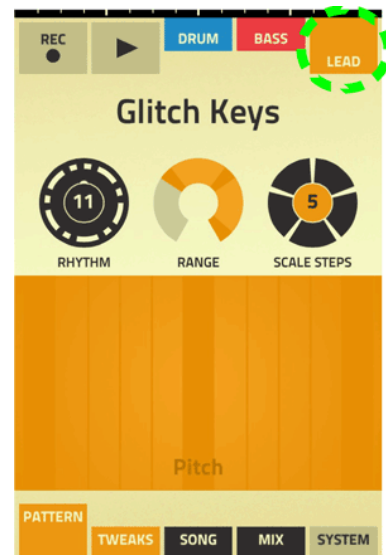 REC DRUM BASS LEAD
Glitch Keys
11 5
RHYTHM RANGE SCALE STEPS
Pitch
PATTERN
TWEAKS SONG MIX SYSTEM